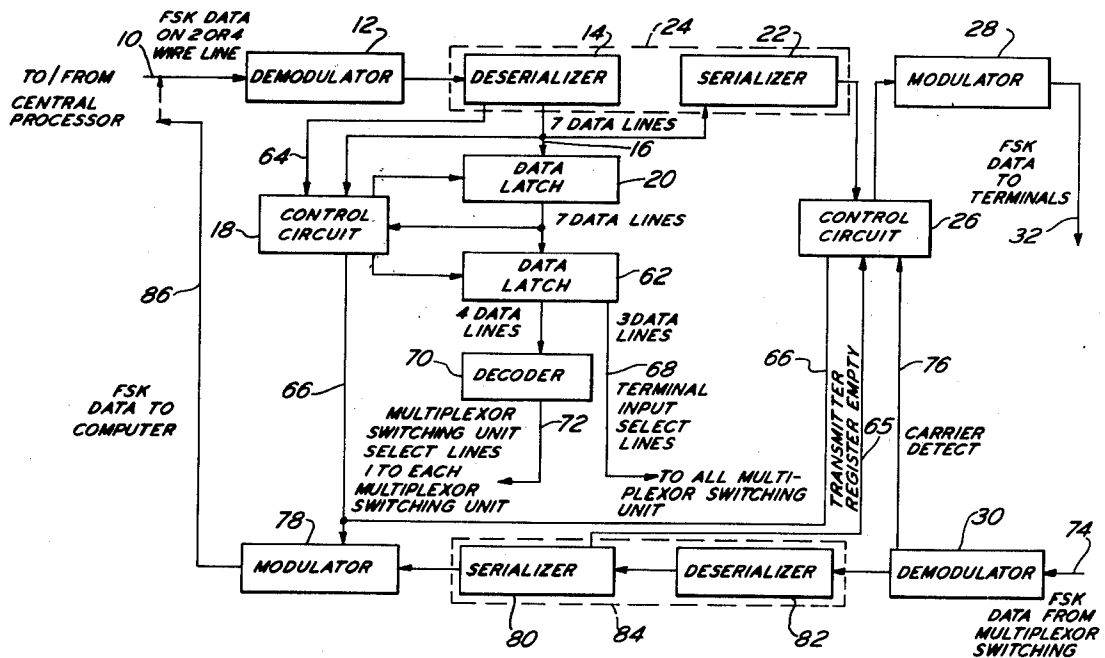 FSK DATA
ON 2 OR 4
WIRE LINE
10
12
14
24
22
28
TO/FROM
CENTRAL
PROCESSOR
DEMODULATOR
DESERIALIZER
SERIALIZER
MODULATOR
7 DATA LINES
16
64
DATA
LATCH
20
FSK
DATA
TO
TERMINALS
32
18
CONTROL
CIRCUIT
7 DATA LINES
CONTROL
CIRCUIT
26
DATA
LATCH
62
86
4 DATA
LINES
3 DATA
LINES
70
DECODER
68
66
66
TRANSMITTER
REGISTER EMPTY
76
65
FSK
DATA TO
COMPUTER
72
TERMINAL
INPUT
SELECT
LINES
CARRIER
DETECT
MULTIPLEXOR
SWITCHING UNIT
SELECT LINES
1 TO EACH
MULTIPLEXOR
SWITCHING UNIT
TO ALL MULTI-
PLEXOR SWITCHING
UNIT
78
30
74
MODULATOR
SERIALIZER
DESERIALIZER
DEMODULATOR
80
84
82
FSK
DATA FROM
MULTIPLEXOR
SWITCHING